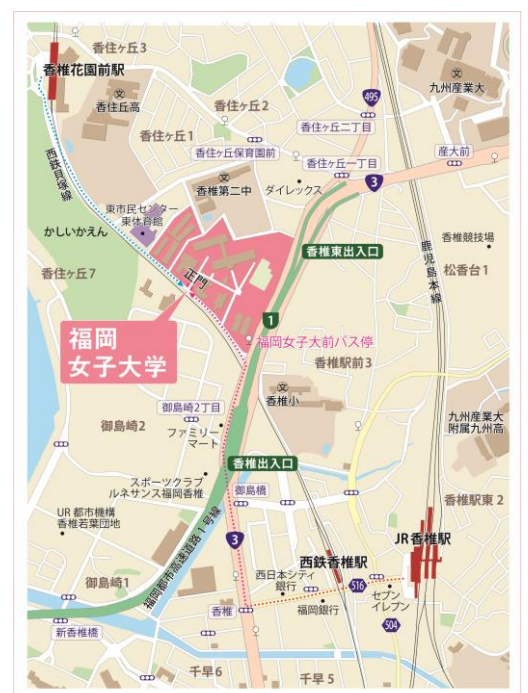 香住ヶ丘3
香椎花園前駅
文
香住丘高
香住ヶ丘2
香住ヶ丘1
495
文
九州産業大
香住ヶ丘二丁目
香住ヶ丘保育園前
香住ヶ丘一丁目
産大前
3
西鉄貝塚線
文
香椎第二中
ダイレックス
東市民センター
東体育館
かしいかえん
香椎東出入口
鹿児島本線
香椎競技場
松香台1
香住ヶ丘7
正門
1
福岡
女子大学
福岡女子大前バス停
香椎駅前3
文
香椎小
御島崎2丁目
御島崎2
ファミリー
マート
九州産業大
附属九州高
香椎出入口
スポーツクラブ
ルネサンス福岡香椎
御島橋
香椎駅東2
UR都市機構
香椎若葉団地
福岡都市高速道路1号線
3
西鉄香椎駅
JR香椎駅
御島崎1
西日本シティ
銀行
516
セブン
イレブン
香椎
福岡銀行
504
新香椎橋
千早6
千早5